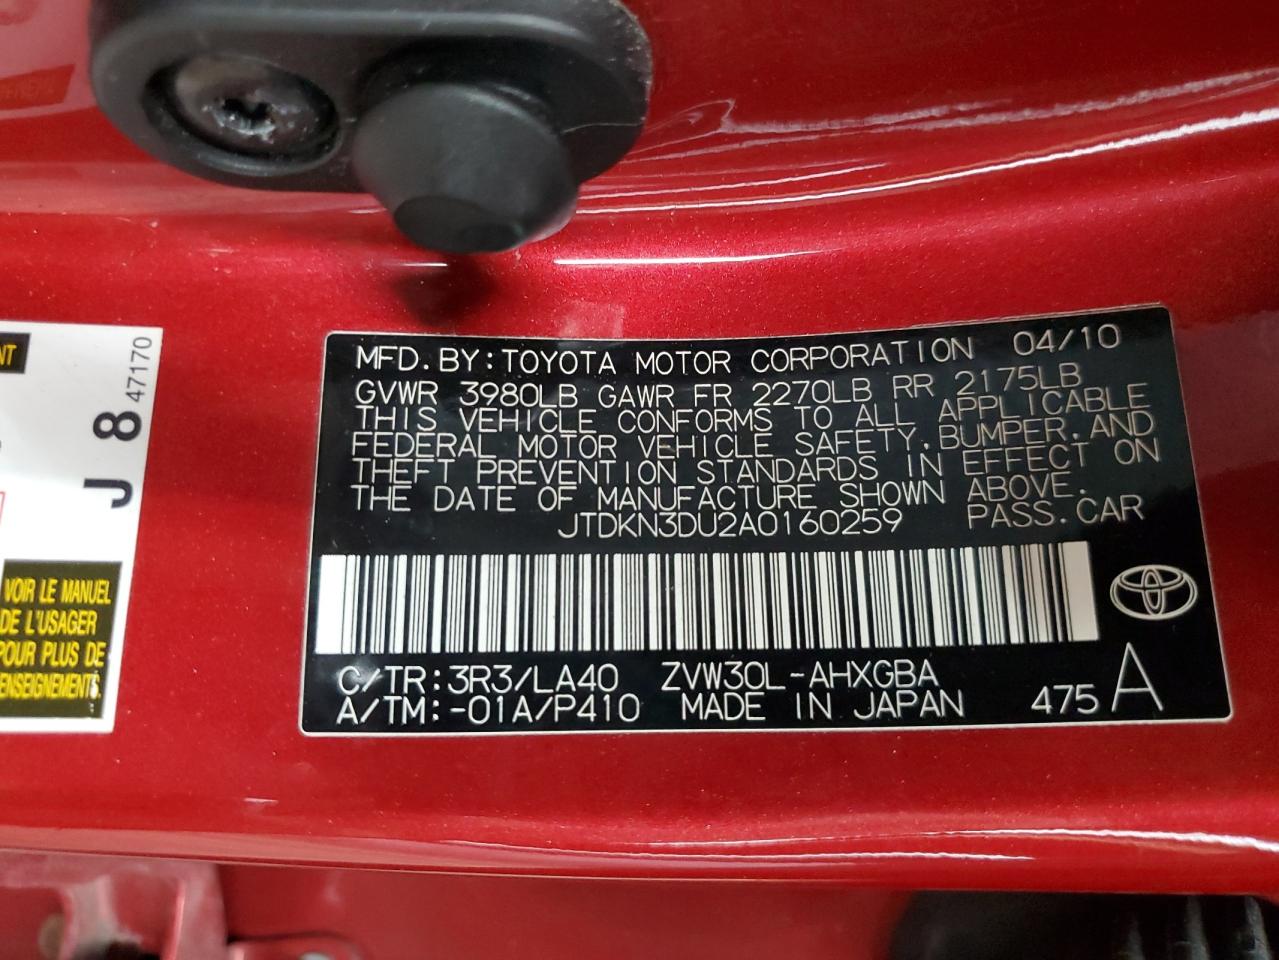 MFD. BY: TOYOTA MOTOR CORPORATION 04/10
GVWR 3980LB GAWR FR 2270LB RR 2175LB
THIS VEHICLE CONFORMS TO ALL APPLICABLE
FEDERAL MOTOR VEHICLE SAFETY, BUMPER, AND
THEFT PREVENTION STANDARDS IN EFFECT ON
THE DATE OF MANUFACTURE SHOWN ABOVE.
JTDKN3DU2A0160259 PASS. CAR
C/TR: 3R3/LA40 ZVW30L-AHXGBA
A/TM: -01A/P410 MADE IN JAPAN 475 A
NT
J 8 47170
VOIR LE MANUEL
DE L'USAGER
POUR PLUS DE